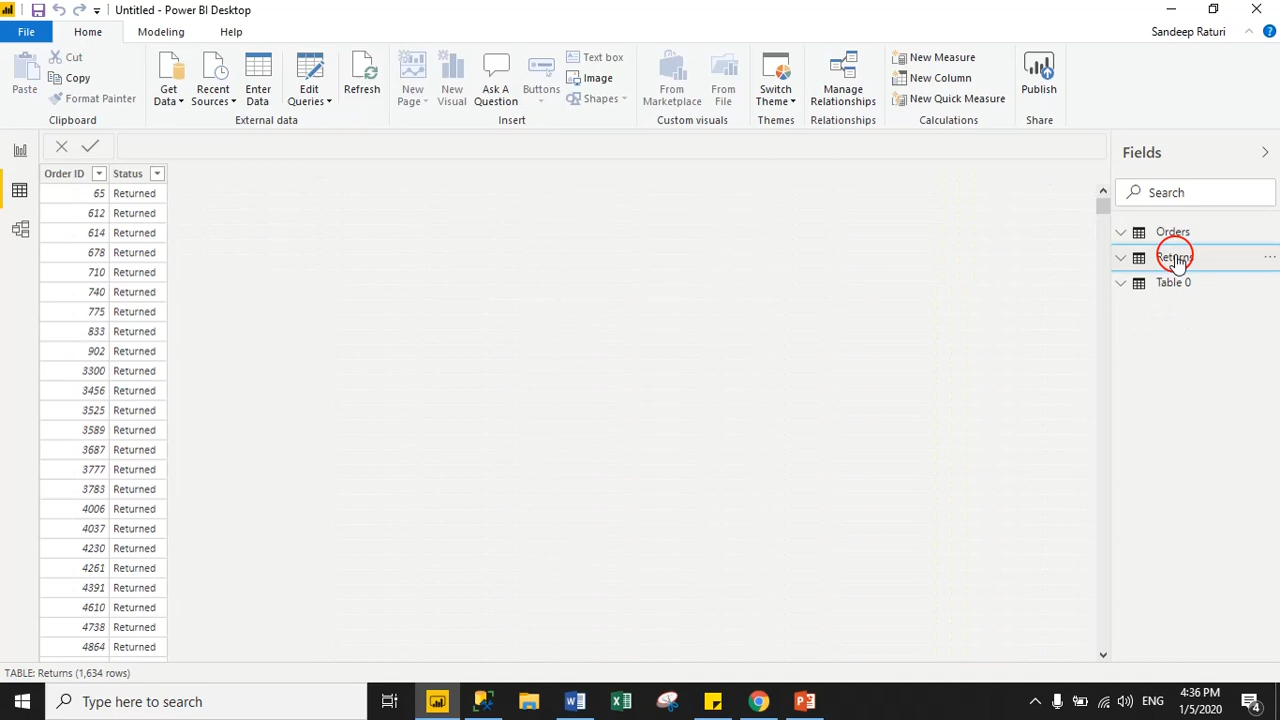 Untitled - Power BI Desktop
File
Home
Modeling
Help
Sandeep Raturi
Paste
Cut
Copy
Format Painter
Clipboard
Get Data
Recent Sources
Enter Data
Edit Queries
Refresh
External data
New Page
New Visual
Ask A Question
Buttons
Text box
Image
Shapes
Insert
From Marketplace
From File
Custom visuals
Switch Theme
Themes
Manage Relationships
Relationships
New Measure
New Column
New Quick Measure
Calculations
Publish
Share
Fields
Search
Orders
Returns
Table 0
Order ID Status
65 Returned
612 Returned
614 Returned
678 Returned
710 Returned
740 Returned
775 Returned
833 Returned
902 Returned
3300 Returned
3456 Returned
3525 Returned
3589 Returned
3687 Returned
3777 Returned
3783 Returned
4006 Returned
4037 Returned
4230 Returned
4261 Returned
4391 Returned
4610 Returned
4738 Returned
4864 Returned
TABLE: Returns (1,634 rows)
Type here to search
ENG
4:36 PM
1/5/2020
4